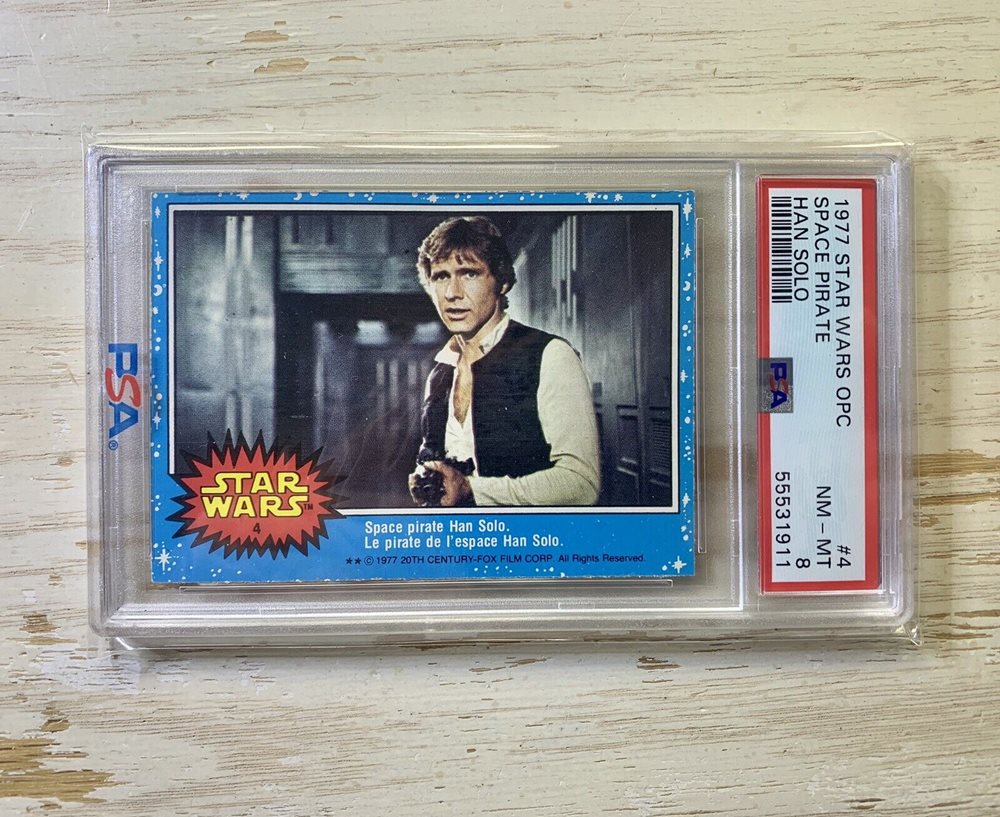 PSA®
STAR
WARS™
4
Space pirate Han Solo.
Le pirate de l'espace Han Solo.
★★ © 1977 20TH CENTURY-FOX FILM CORP. All Rights Reserved.
1977 STAR WARS OPC #4
SPACE PIRATE NM - MT
HAN SOLO 8
55531911
PSA